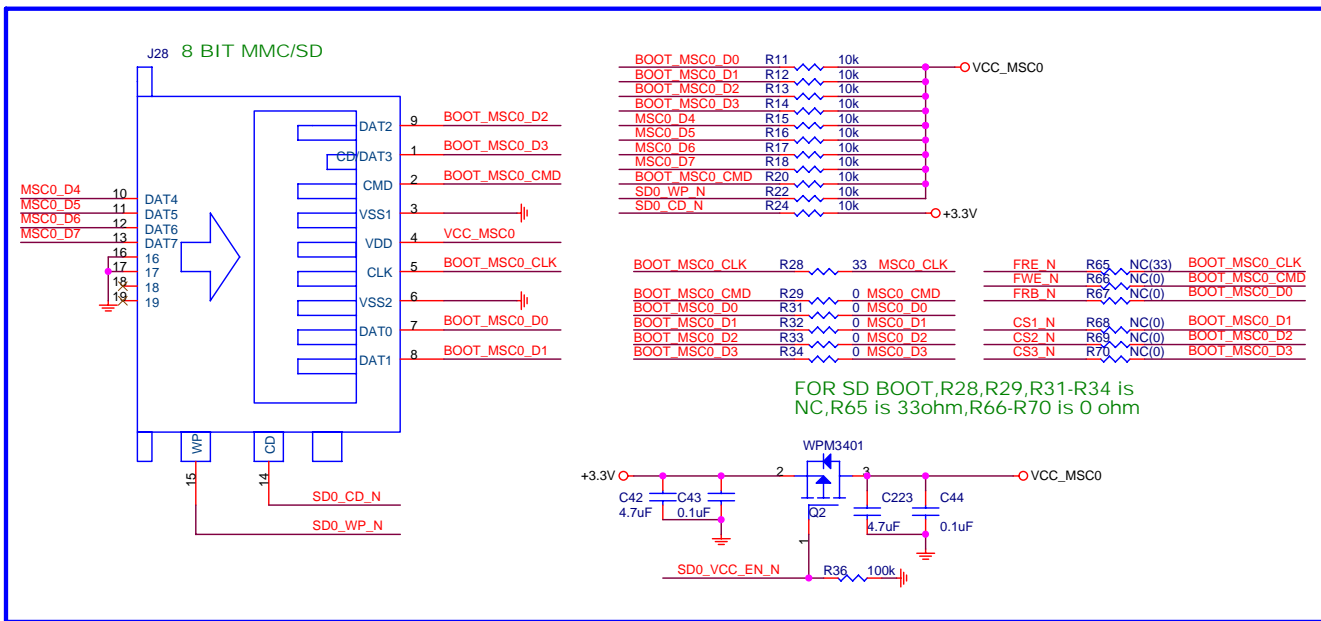 J28 8 BIT MMC/SD
DAT2 9 BOOT_MSC0_D2
CD/DAT3 1 BOOT_MSC0_D3
CMD 2 BOOT_MSC0_CMD
VSS1 3
VDD 4 VCC_MSC0
CLK 5 BOOT_MSC0_CLK
VSS2 6
DAT0 7 BOOT_MSC0_D0
DAT1 8 BOOT_MSC0_D1
MSC0_D4 10 DAT4
MSC0_D5 11 DAT5
MSC0_D6 12 DAT6
MSC0_D7 13 DAT7
16 16
17 17
18 18
19 19
WP 15
CD 14
SD0_CD_N
SD0_WP_N
BOOT_MSC0_D0 R11 10k VCC_MSC0
BOOT_MSC0_D1 R12 10k
BOOT_MSC0_D2 R13 10k
BOOT_MSC0_D3 R14 10k
MSC0_D4 R15 10k
MSC0_D5 R16 10k
MSC0_D6 R17 10k
MSC0_D7 R18 10k
BOOT_MSC0_CMD R20 10k
SD0_WP_N R22 10k
SD0_CD_N R24 10k +3.3V
BOOT_MSC0_CLK R28 33 MSC0_CLK
BOOT_MSC0_CMD R29 0 MSC0_CMD
BOOT_MSC0_D0 R31 0 MSC0_D0
BOOT_MSC0_D1 R32 0 MSC0_D1
BOOT_MSC0_D2 R33 0 MSC0_D2
BOOT_MSC0_D3 R34 0 MSC0_D3
FRE_N R65 NC(33) BOOT_MSC0_CLK
FWE_N R66 NC(0) BOOT_MSC0_CMD
FRB_N R67 NC(0) BOOT_MSC0_D0
CS1_N R68 NC(0) BOOT_MSC0_D1
CS2_N R69 NC(0) BOOT_MSC0_D2
CS3_N R70 NC(0) BOOT_MSC0_D3
FOR SD BOOT,R28,R29,R31-R34 is
NC,R65 is 33ohm,R66-R70 is 0 ohm
WPM3401
+3.3V 2 3 VCC_MSC0
C42 C43 C223 C44
4.7uF 0.1uF Q2 4.7uF 0.1uF
1
SD0_VCC_EN_N R36 100k